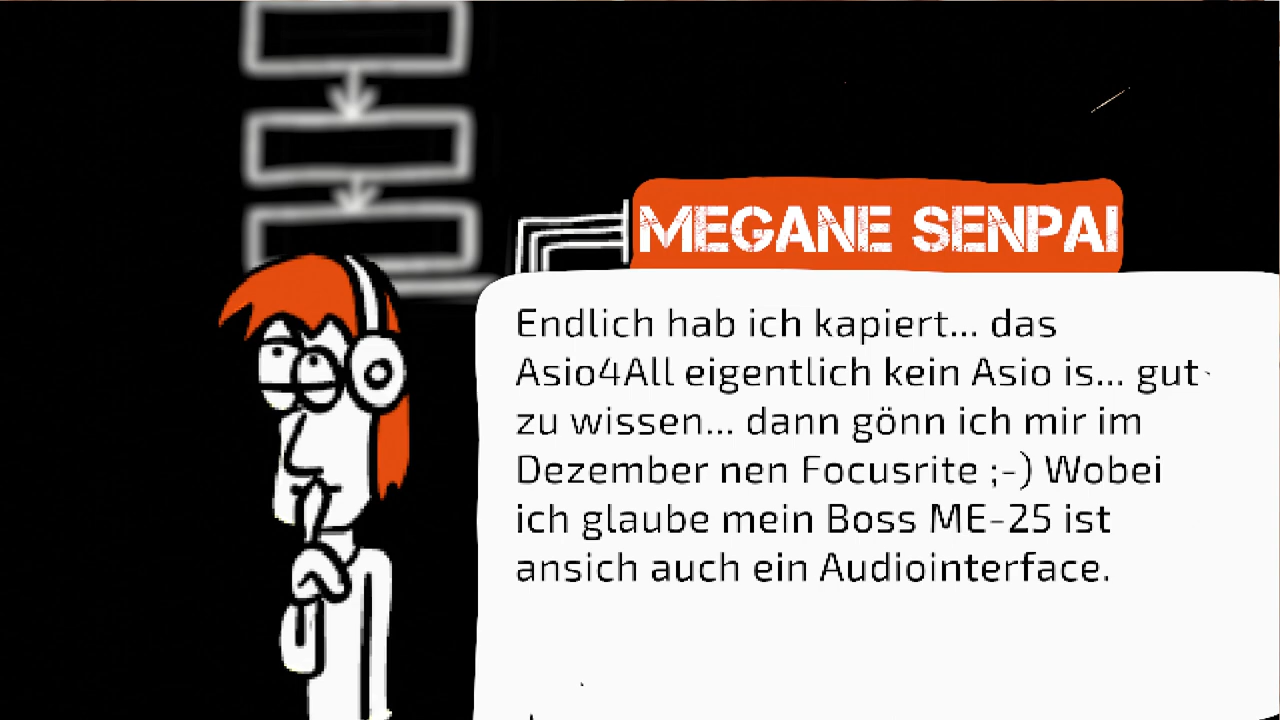 MEGANE SENPAI
Endlich hab ich kapiert... das
Asio4All eigentlich kein Asio is... gut
zu wissen... dann gönn ich mir im
Dezember nen Focusrite ;-) Wobei
ich glaube mein Boss ME-25 ist
ansich auch ein Audiointerface.